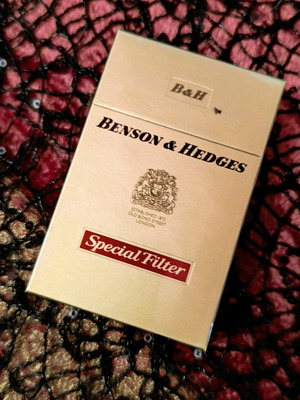 B&H
BENSON & HEDGES
ESTABLISHED 1873
OLD BOND STREET
LONDON
Special Filter